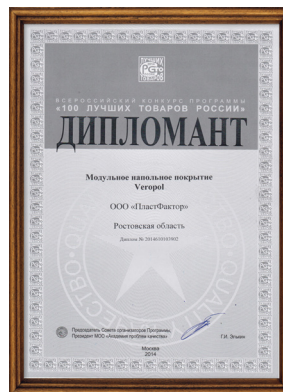 ВСЕРОССИЙСКИЙ КОНКУРС ПРОГРАММЫ
«100 ЛУЧШИХ ТОВАРОВ РОССИИ»
ДИПЛОМАНТ
Модульное напольное покрытие
Veropol
ООО «ПластФактор»
Ростовская область
Председатель Совета организаторов Программы,
Президент МОО «Академия проблем качества»
Г.И. Элькин
Москва
2014